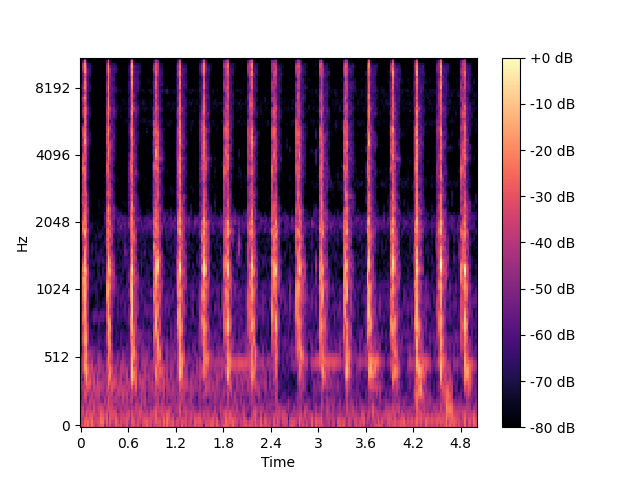 8192
4096
2048
1024
512
0
Hz
0 0.6 1.2 1.8 2.4 3 3.6 4.2 4.8
Time
+0 dB
-10 dB
-20 dB
-30 dB
-40 dB
-50 dB
-60 dB
-70 dB
-80 dB